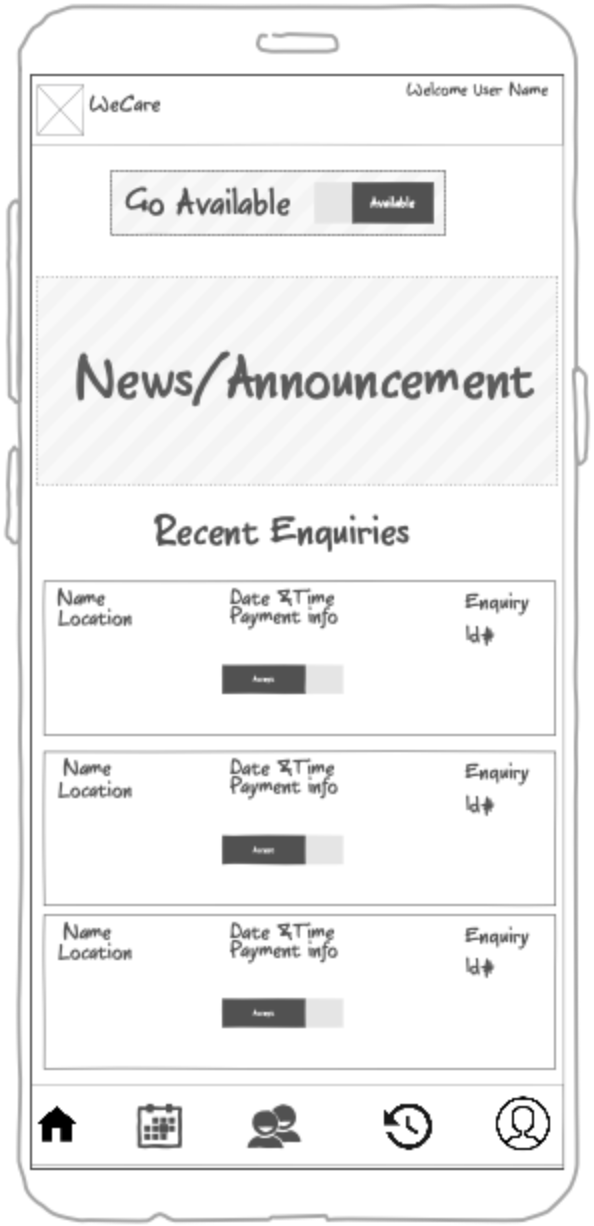 WeCare
Welcome User Name
Go Available
Available
News/Announcement
Recent Enquiries
Name
Location
Date &Time
Payment info
Enquiry
Id#
Accept
Name
Location
Date &Time
Payment info
Enquiry
Id#
Accept
Name
Location
Date &Time
Payment info
Enquiry
Id#
Accept